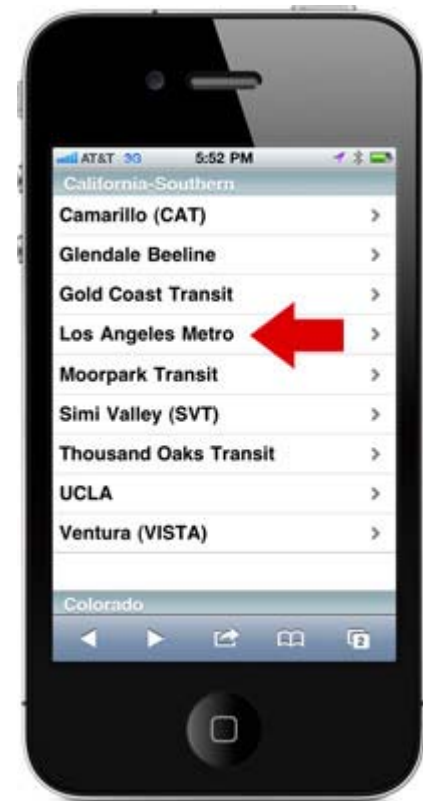 AT&T 3G 5:52 PM
California-Southern
Camarillo (CAT)
Glendale Beeline
Gold Coast Transit
Los Angeles Metro
Moorpark Transit
Simi Valley (SVT)
Thousand Oaks Transit
UCLA
Ventura (VISTA)
Colorado
2